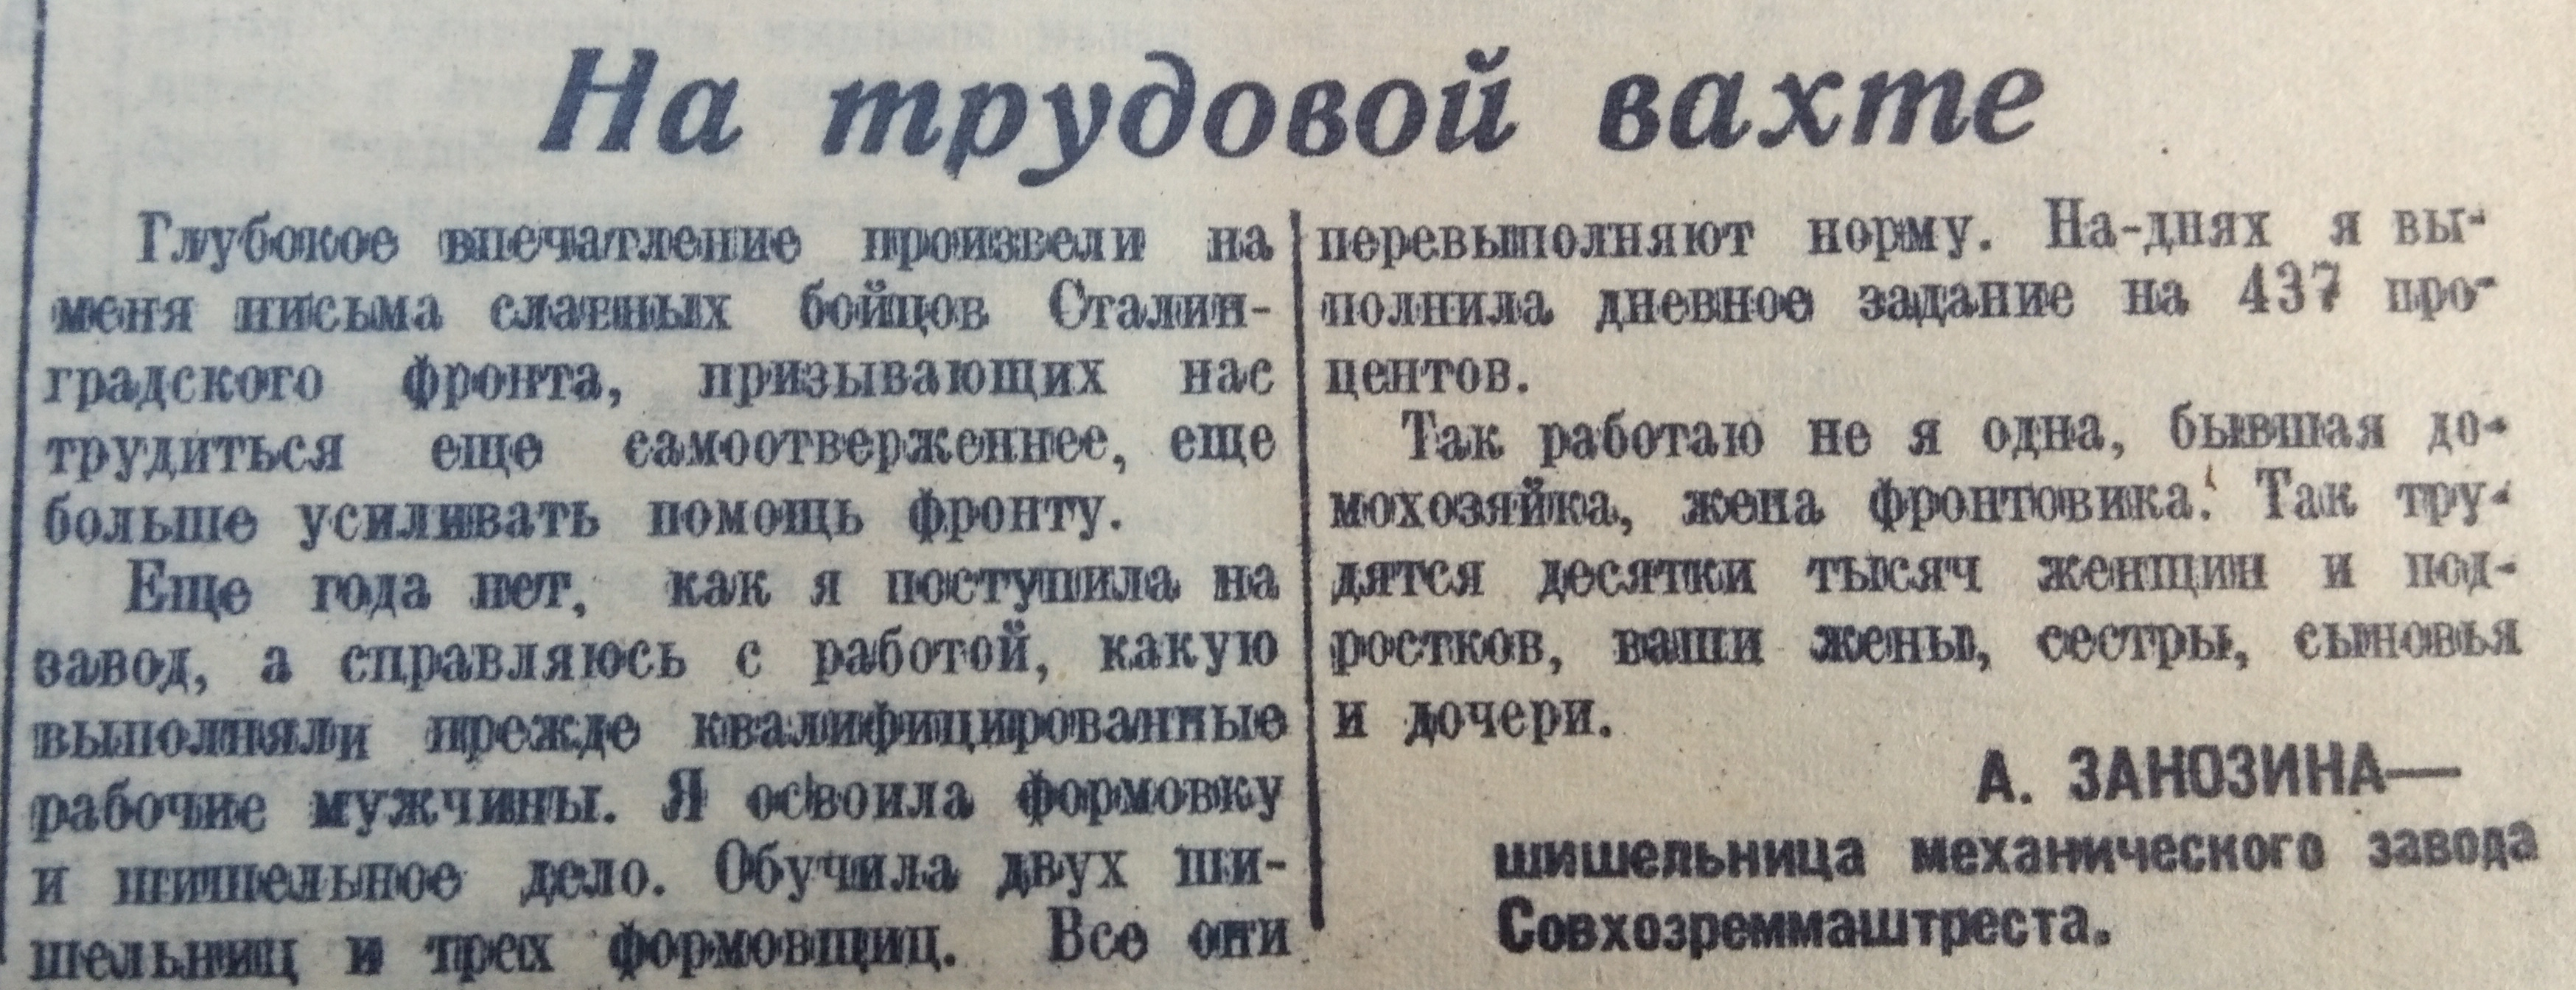 На трудовой вахте
Глубокое впечатление произвели на
меня письма славных бойцов Сталин-
градского фронта, призывающих нас
трудиться еще самоотверженнее, еще
больше усиливать помощь фронту.
Еще года нет, как я поступила на
завод, а справляюсь с работой, какую
выполняли прежде квалифицированные
рабочие мужчины. Я освоила формовку
и шишельное дело. Обучила двух ши-
шельниц и трех формовщиц. Все они
перевыполняют норму. На-днях я вы-
полнила дневное задание на 437 про-
центов.
Так работаю не я одна, бывшая до-
мохозяйка, жена фронтовика. Так тру-
дятся десятки тысяч женщин и под-
ростков, ваши жены, сестры, сыновья
и дочери.
А. ЗАНОЗИНА—
шишельница механического завода
Совхозреммаштреста.